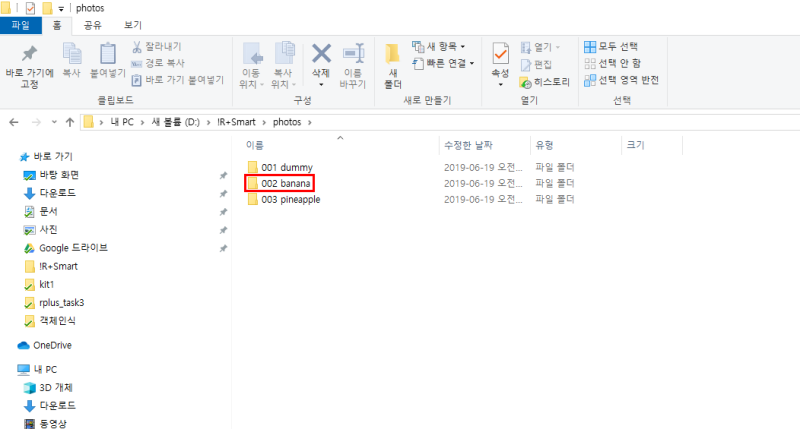 photos
파일 홈 공유 보기
바로 가기에 고정
복사
붙여넣기
잘라내기
경로 복사
바로 가기 붙여넣기
클립보드
이동 위치
복사 위치
삭제
이름 바꾸기
구성
새 폴더
새 항목
빠른 연결
새로 만들기
속성
열기
편집
히스토리
열기
모두 선택
선택 안 함
선택 영역 반전
선택
내 PC > 새 볼륨 (D:) > !R+Smart > photos >
이름 수정한 날짜 유형 크기
001 dummy 2019-06-19 오전... 파일 폴더
002 banana 2019-06-19 오전... 파일 폴더
003 pineapple 2019-06-19 오전... 파일 폴더
바로 가기
바탕 화면
다운로드
문서
사진
Google 드라이브
!R+Smart
kit1
rplus_task3
객체인식
OneDrive
내 PC
3D 개체
다운로드
동영상